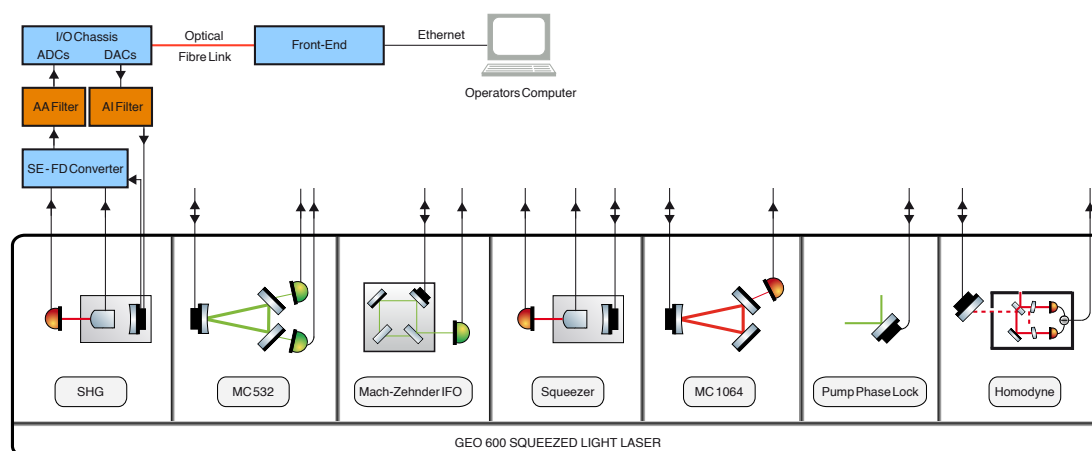 I/O Chassis
ADCs DACs
Optical
Fibre Link
Front-End
Ethernet
Operators Computer
AA Filter
AI Filter
SE - FD Converter
SHG
MC 532
Mach-Zehnder IFO
Squeezer
MC 1064
Pump Phase Lock
Homodyne
GEO 600 SQUEEZED LIGHT LASER